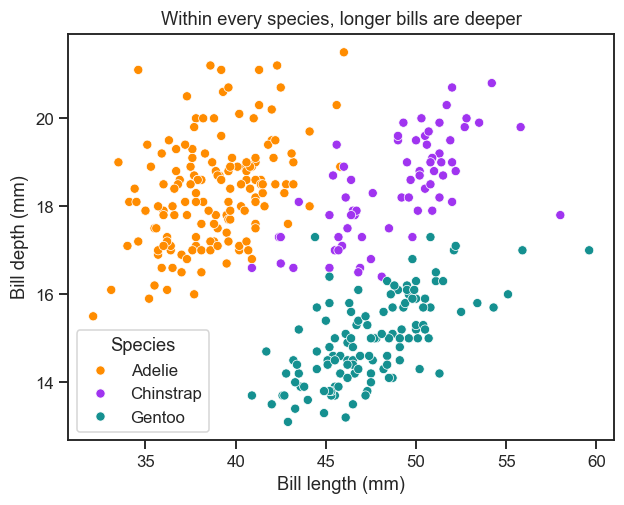 Within every species, longer bills are deeper
Bill depth (mm)
20
18
16
14
Species
Adelie
Chinstrap
Gentoo
35
40
45
50
55
60
Bill length (mm)